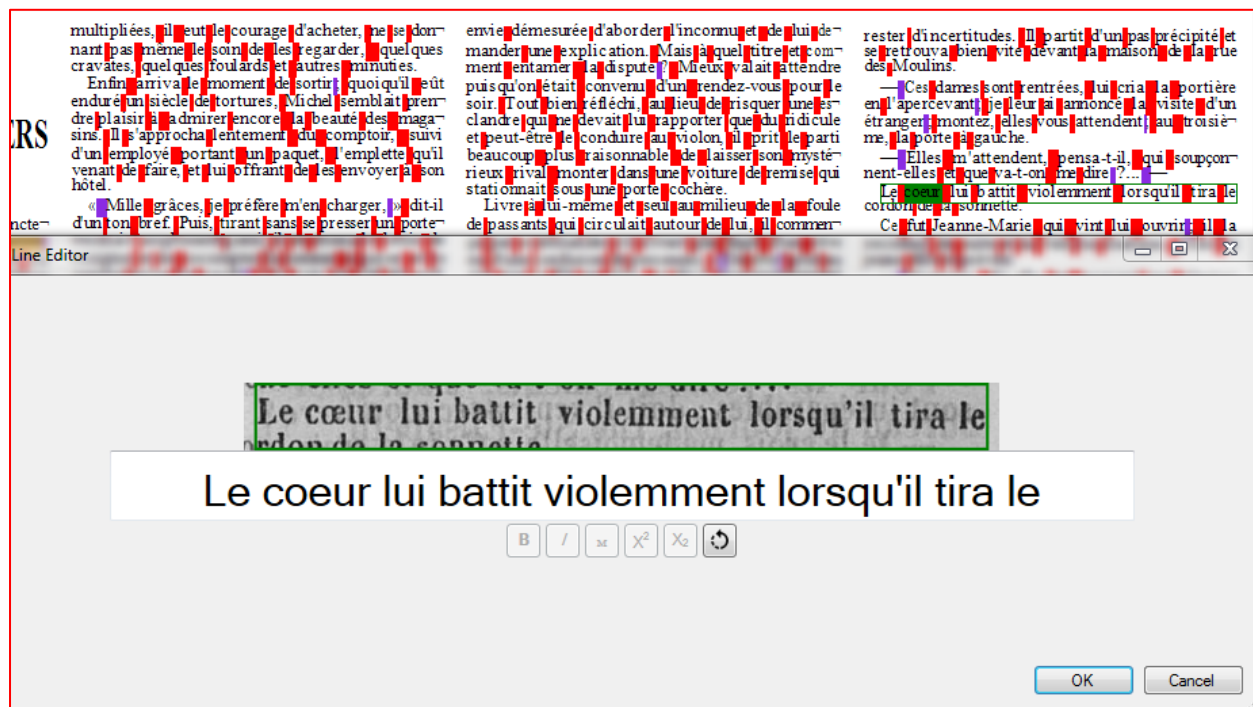 multipliées, il eut le courage d'acheter, ne se don¬
nant pas même le soin de les regarder, quelques
cravates, quelques foulards et autres minuties.
Enfin arriva le moment de sortir; quoiqu'il eût
enduré un siècle de tortures, Michel semblait pren¬
dre plaisir à admirer encore la beauté des maga¬
sins. Il s'approcha lentement du comptoir, suivi
d'un employé portant un paquet, l'emplette qu'il
venait de faire, et lui offrant de les envoyer à son
hôtel.
« Mille grâces, je préfère m'en charger, » dit-il
d'un ton bref. Puis, tirant sans se presser un porte¬
RS
ncte¬
envie démesurée d'aborder l'inconnu et de lui de¬
mander une explication. Mais à quel titre et com¬
ment entamer la dispute ? Mieux valait attendre
puisqu'on était convenu d'un rendez-vous pour le
soir. Tout bien réfléchi, au lieu de risquer une es¬
clandre qui ne devait lui rapporter que du ridicule
et peut-être le conduire au violon, il prit le parti
beaucoup plus raisonnable de laisser son mysté¬
rieux rival monter dans une voiture de remise qui
stationnait sous une porte cochère.
Livre à lui-même et seul au milieu de la foule
de passants qui circulait autour de lui, il commen¬
rester d'incertitudes. Il partit d'un pas précipité et
se retrouva bien vite devant la maison de la rue
des Moulins.
— Ces dames sont rentrées, lui cria la portière
en l'apercevant; je leur ai annoncé la visite d'un
étranger; montez, elles vous attendent; au troisiè¬
me, la porte à gauche.
— Elles m'attendent, pensa-t-il, qui soupçon¬
nent-elles et que va-t-on me dire ?... —
Le coeur lui battit violemment lorsqu'il tira le
cordon de la sonnette.
Ce fut Jeanne-Marie qui vint lui ouvrir; il la
Line Editor
Le cœur lui battit violemment lorsqu'il tira le
ordon de la sonnette
Le coeur lui battit violemment lorsqu'il tira le
B I M X² X₂
OK Cancel